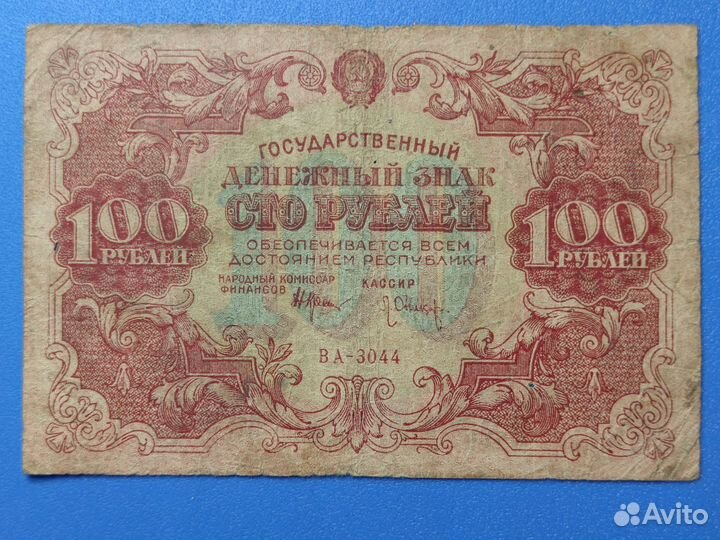 ГОСУДАРСТВЕННЫЙ
ДЕНЕЖНЫЙ ЗНАК
СТО РУБЛЕЙ
100
РУБЛЕЙ
100
100
РУБЛЕЙ
ОБЕСПЕЧИВАЕТСЯ ВСЕМ
ДОСТОЯНИЕМ РЕСПУБЛИКИ
НАРОДНЫЙ КОМИССАР
ФИНАНСОВ
КАССИР
ВА-3044
Avito